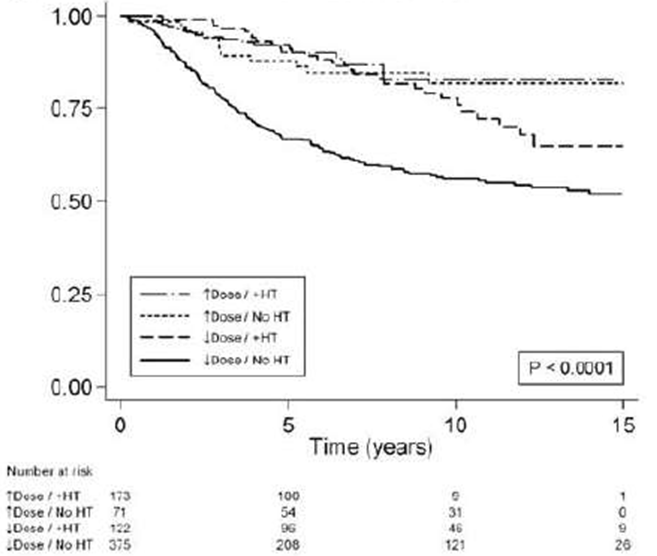 1.00
0.75
0.50
0.25
0.00
↑Dose / +HT
↑Dose / No HT
↓Dose / +HT
↓Dose / No HT
P < 0.0001
0 5 10 15
Time (years)
Number at risk
↑Dose / +HT 173 100 9 1
↑Dose / No HT 71 54 31 0
↓Dose / +HT 122 96 46 9
↓Dose / No HT 375 208 121 26